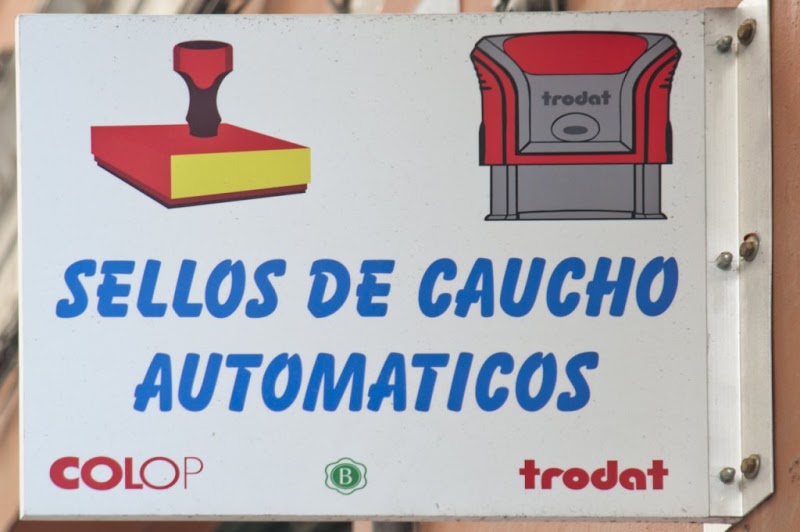 trodat
SELLOS DE CAUCHO
AUTOMATICOS
COLOP
B
trodat